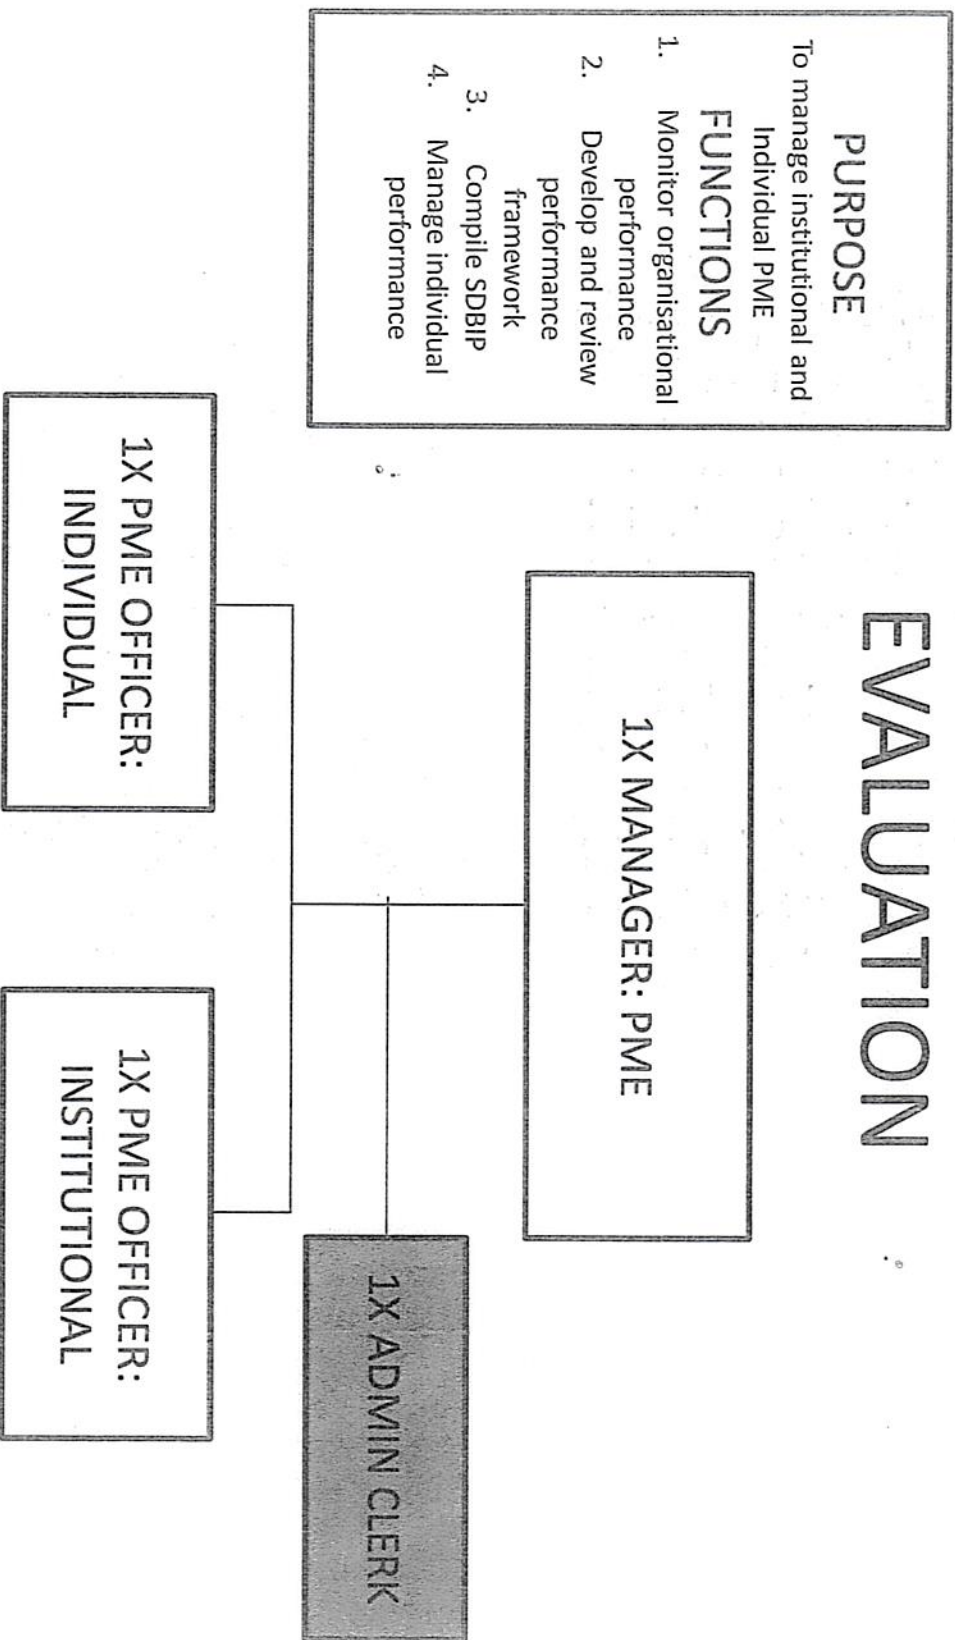 EVALUATION
PURPOSE
To manage institutional and
Individual PME
FUNCTIONS
1. Monitor organisational
performance
2. Develop and review
performance
framework
3. Compile SDBIP
4. Manage individual
performance
1X MANAGER: PME
1X ADMIN CLERK
1X PME OFFICER:
INDIVIDUAL
1X PME OFFICER:
INSTITUTIONAL